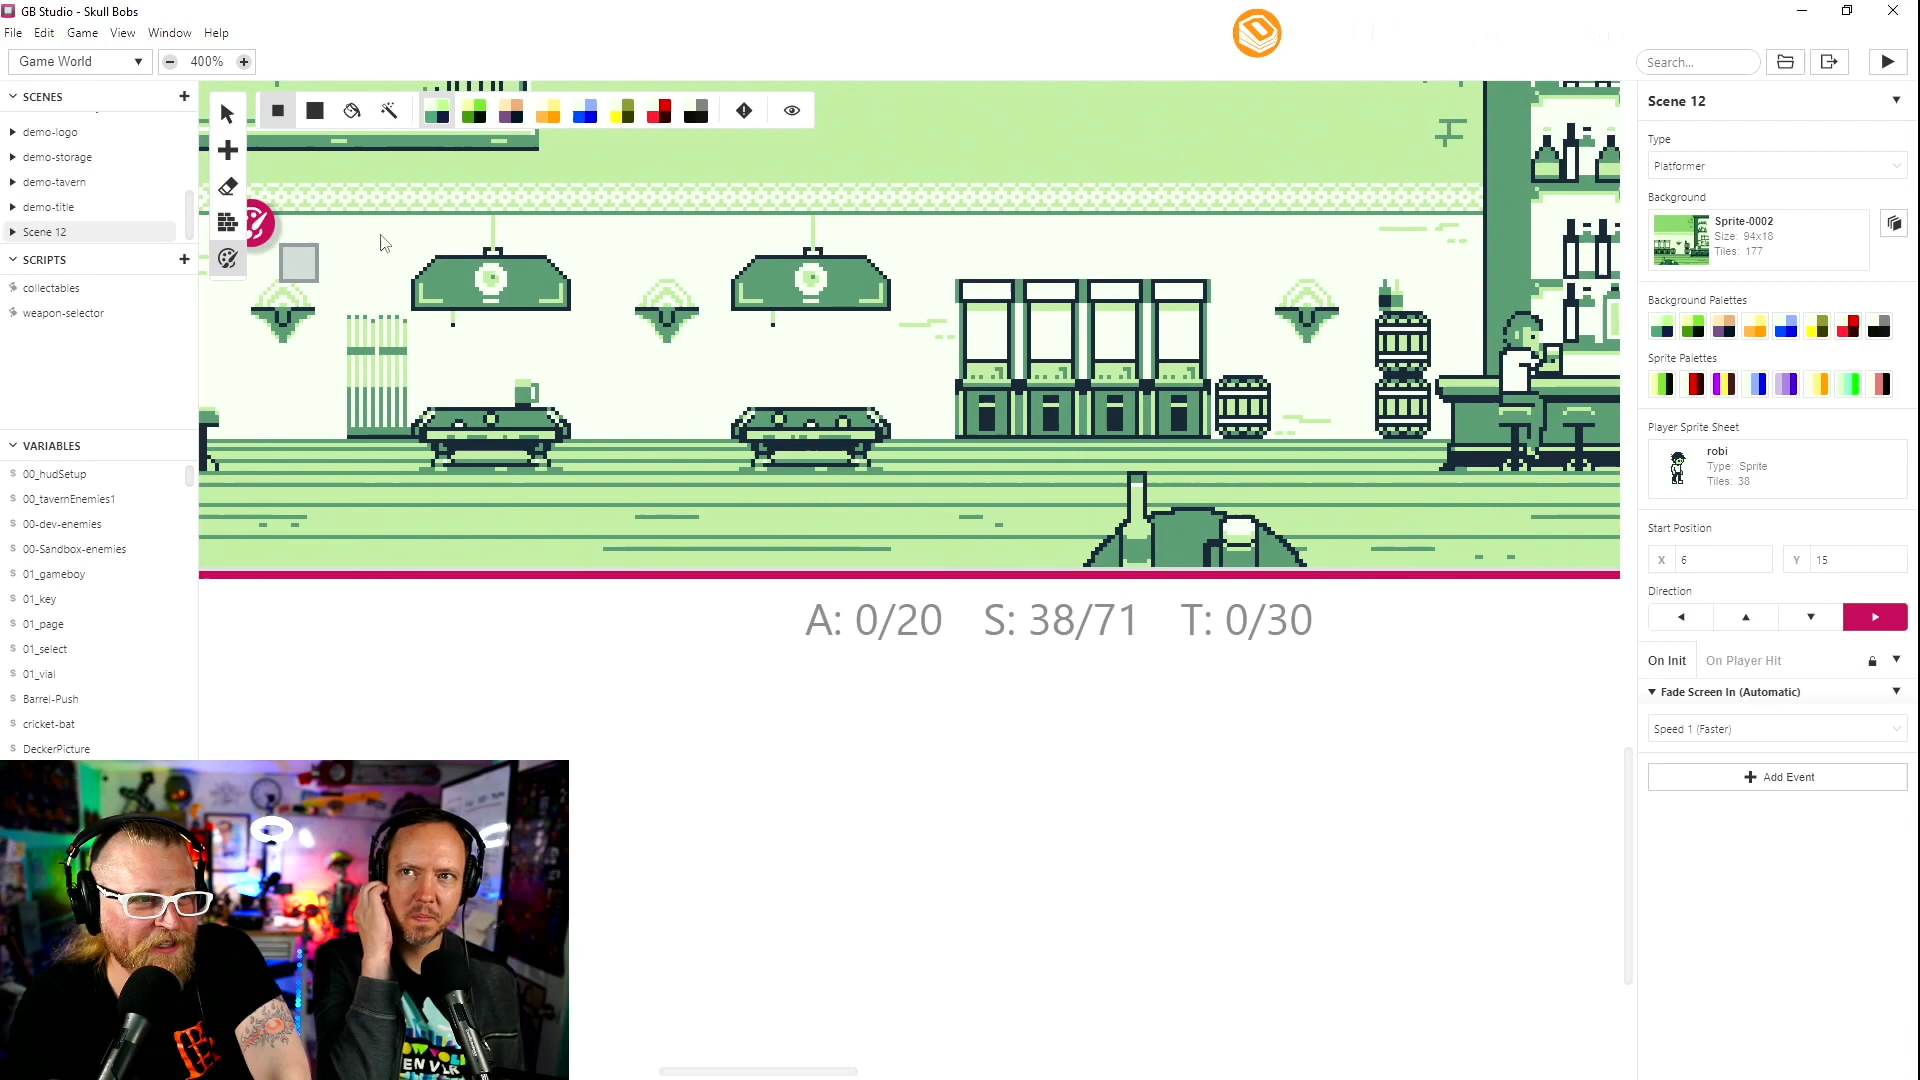 GB Studio - Skull Bobs
File Edit Game View Window Help
Game World
400%
Search...
SCENES
demo-logo
demo-storage
demo-tavern
demo-title
Scene 12
SCRIPTS
collectables
weapon-selector
VARIABLES
$ 00_hudSetup
$ 00_tavernEnemies1
$ 00-dev-enemies
$ 00-Sandbox-enemies
$ 01_gameboy
$ 01_key
$ 01_page
$ 01_select
$ 01_vial
$ Barrel-Push
$ cricket-bat
$ DeckerPicture
A: 0/20 S: 38/71 T: 0/30
Scene 12
Type
Platformer
Background
Sprite-0002
Size: 94x18
Tiles: 177
Background Palettes
Sprite Palettes
Player Sprite Sheet
robi
Type: Sprite
Tiles: 38
Start Position
X 6 Y 15
Direction
On Init On Player Hit
Fade Screen In (Automatic)
Speed 1 (Faster)
Add Event